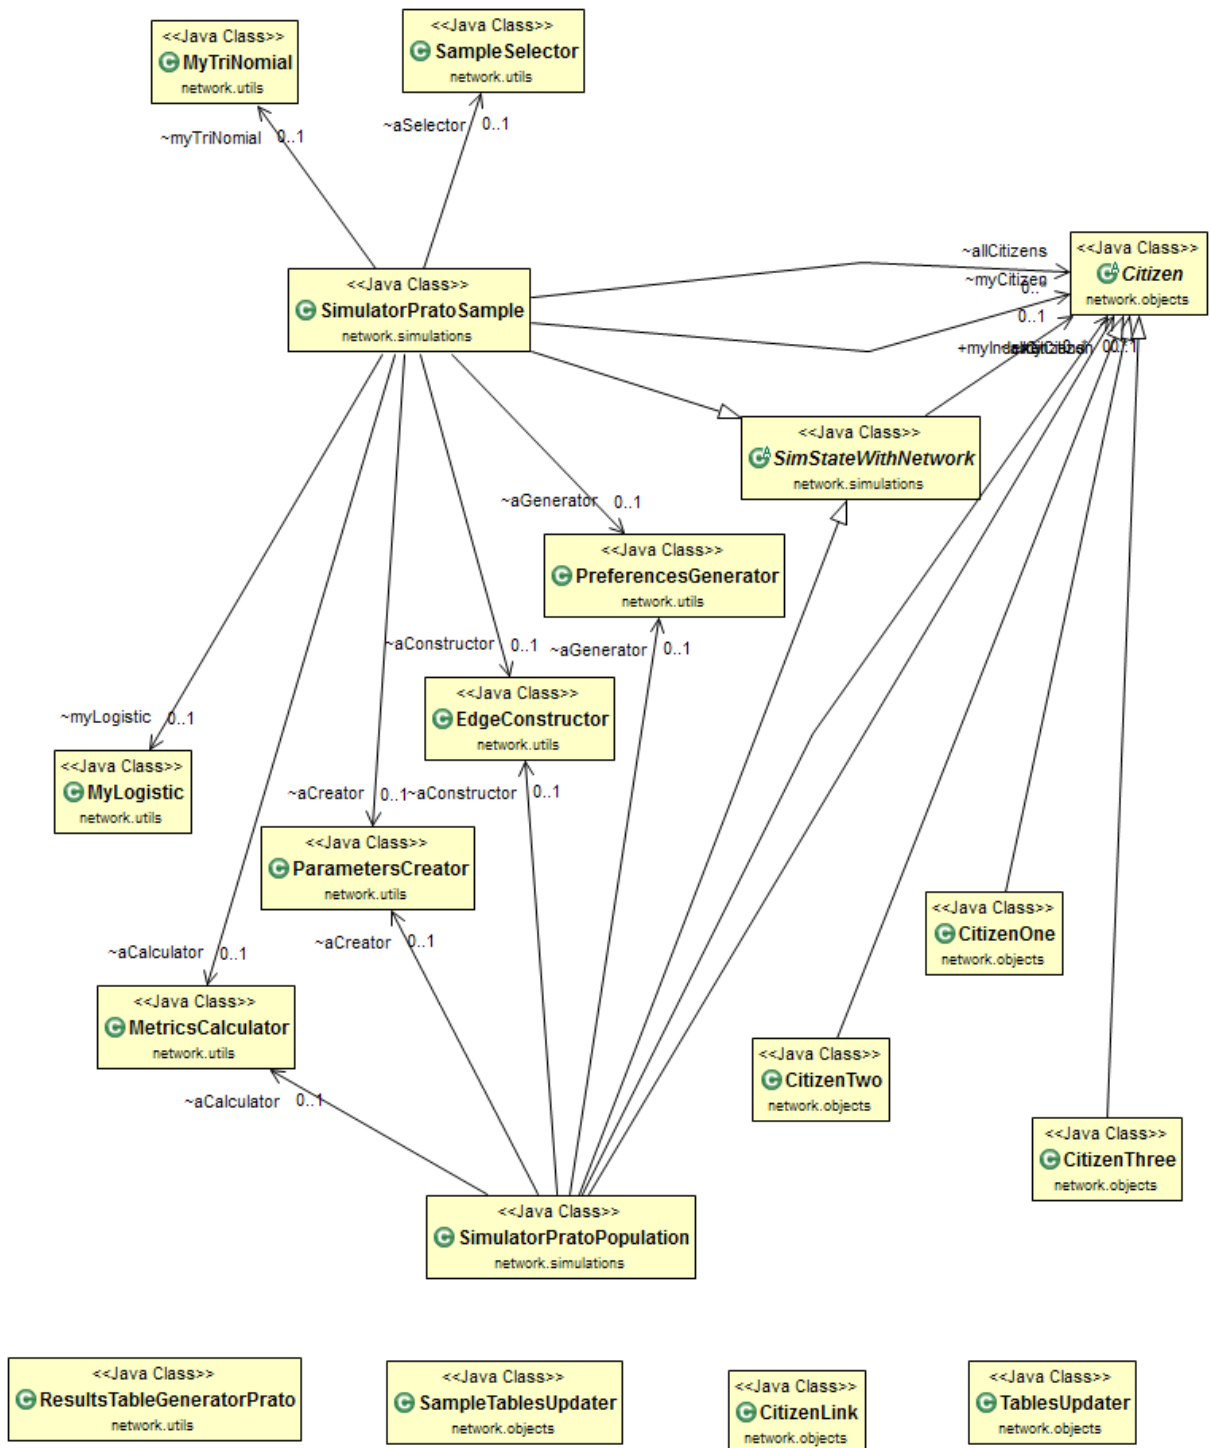 <<Java Class>>
MyTriNomial
network.utils
<<Java Class>>
SampleSelector
network.utils
~myTriNomial 0..1
~aSelector 0..1
<<Java Class>>
SimulatorPratoSample
network.simulations
~allCitizens
~myCitizen
0..*
0..1
<<Java Class>>
Citizen
network.objects
<<Java Class>>
SimStateWithNetwork
network.simulations
~aGenerator 0..1
<<Java Class>>
PreferencesGenerator
network.utils
~aConstructor 0..1
~aGenerator 0..1
<<Java Class>>
EdgeConstructor
network.utils
~myLogistic 0..1
<<Java Class>>
MyLogistic
network.utils
~aCreator 0..1
~aConstructor 0..1
<<Java Class>>
ParametersCreator
network.utils
~aCreator 0..1
~aCalculator 0..1
<<Java Class>>
CitizenOne
network.objects
<<Java Class>>
MetricsCalculator
network.utils
<<Java Class>>
CitizenTwo
network.objects
~aCalculator 0..1
<<Java Class>>
CitizenThree
network.objects
<<Java Class>>
SimulatorPratoPopulation
network.simulations
<<Java Class>>
ResultsTableGeneratorPrato
network.utils
<<Java Class>>
SampleTablesUpdater
network.objects
<<Java Class>>
CitizenLink
network.objects
<<Java Class>>
TablesUpdater
network.objects